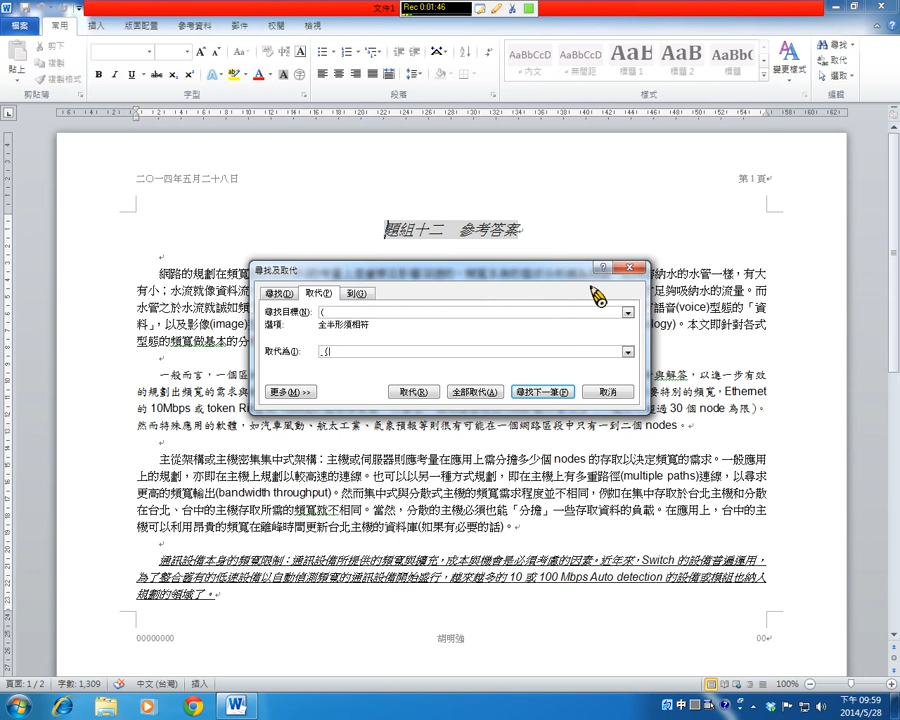 文件1
Rec 0:01:46
檔案 常用 插入 版面配置 參考資料 郵件 校閱 檢視
貼上 剪下 複製 複製格式
剪貼簿 字型 段落 樣式 編輯
AaBbCcD AaBbCcD AaBb AaBb AaBbC
內文 無間距 標題 1 標題 2 標題
變更樣式
尋找 取代 選取
二○一四年五月二十八日
第 1 頁
題組十二 參考答案
網路的規劃在頻寬
納水的水管一樣，有大
有小；水流就像資料流
足夠吸納水的流量。而
水管之於水流就誠如頻
語音(voice)型態的「資
料」，以及影像(image)
ology)。本文即針對各式
型態的頻寬做基本的分
一般而言，一個區
與解答，以進一步有效
的規劃出頻寬的需求與
要特別的頻寬，Ethernet
的 10Mbps 或 token R
過 30 個 node 為限)。
然而特殊應用的軟體，如汽車風動、航太工業、氣象預報等則很有可能在一個網路區段中只有一到二個 nodes。
主從架構或主機密集集中式架構：主機或伺服器則應考量在應用上需分擔多少個 nodes 的存取以決定頻寬的需求。一般應用
上的規劃，亦即在主機上規劃以較高速的連線。也可以以另一種方式規劃，即在主機上有多重路徑(multiple paths)連線，以尋求
更高的頻寬輸出(bandwidth throughput)。然而集中式與分散式主機的頻寬需求程度並不相同，例如在集中存取於台北主機和分散
在台北、台中的主機存取所需的頻寬就不相同。當然，分散的主機必須也能「分擔」一些存取資料的負載。在應用上，台中的主
機可以利用昂貴的頻寬在離峰時間更新台北主機的資料庫(如果有必要的話)。
通訊設備本身的頻寬限制：通訊設備所提供的頻寬與擴充，成本與機會是必須考慮的因素。近年來，Switch 的設備普遍運用，
為了整合舊有的低速設備以自動偵測頻寬的通訊設備開始盛行，越來越多的 10 或 100 Mbps Auto detection 的設備或模組也納入
規劃的領域了。
00000000
胡明強
00
尋找及取代
尋找(D) 取代(P) 到(G)
尋找目標(N): (
選項: 全半形須相符
取代為(I): _{
更多(M) >> 取代(R) 全部取代(A) 尋找下一筆(F) 取消
頁面: 1 / 2 字數: 1,309 中文 (台灣) 插入
100%
中
下午 09:59
2014/5/28